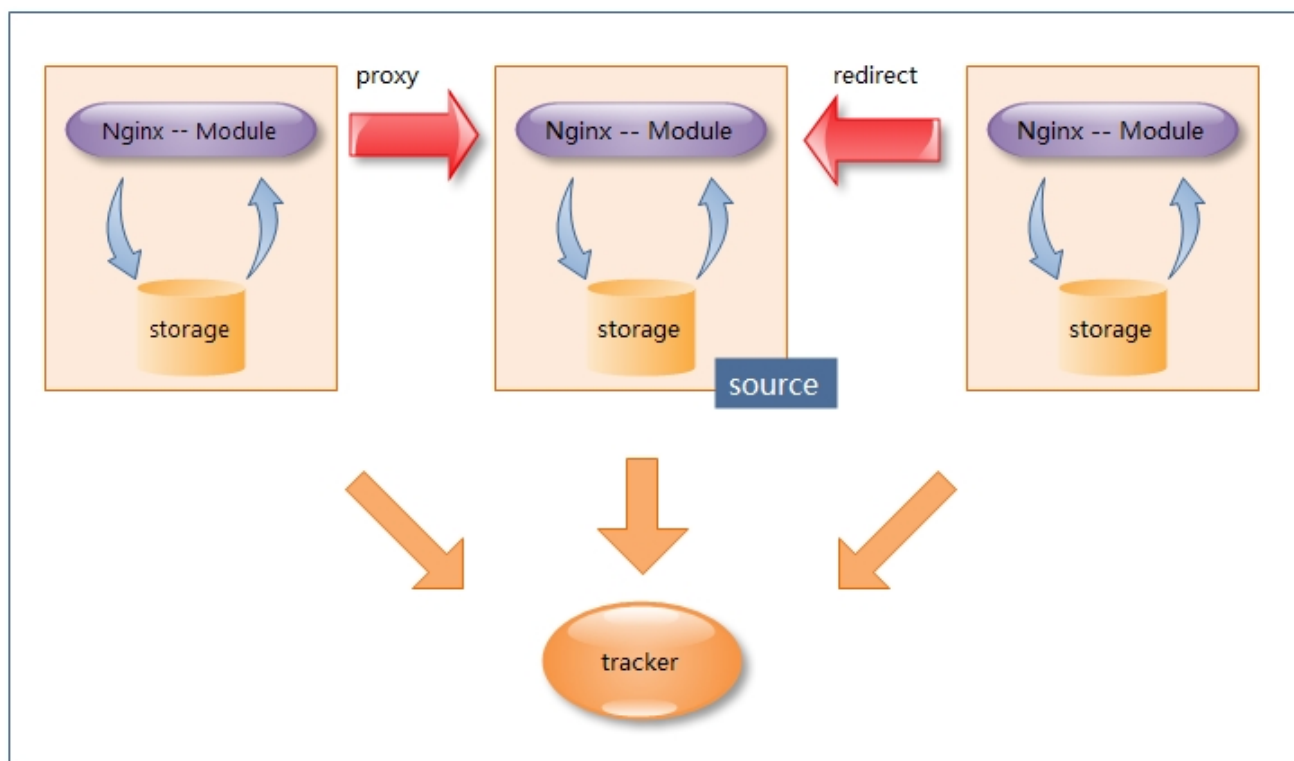 proxy
redirect
Nginx -- Module
Nginx -- Module
Nginx -- Module
storage
storage
storage
source
tracker